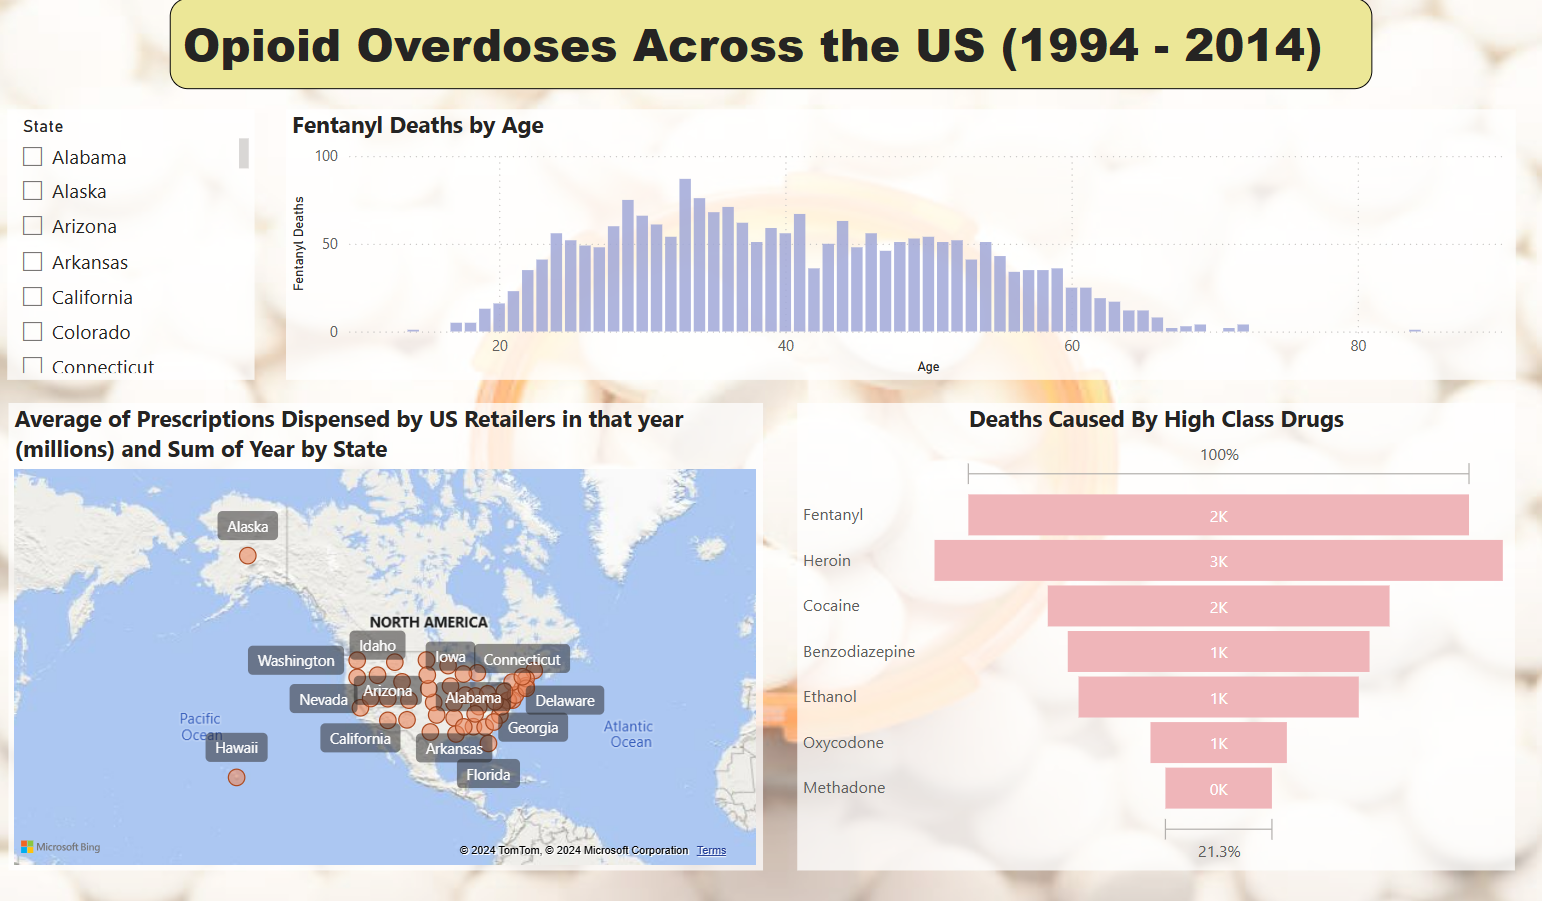 Opioid Overdoses Across the US (1994 - 2014)
State
Alabama
Alaska
Arizona
Arkansas
California
Colorado
Connecticut
Fentanyl Deaths by Age
Fentanyl Deaths
100
50
0
20
40
60
80
Age
Average of Prescriptions Dispensed by US Retailers in that year
(millions) and Sum of Year by State
Alaska
NORTH AMERICA
Idaho
Washington
Iowa
Connecticut
Nevada
Arizona
Alabama
Delaware
Pacific
Ocean
Hawaii
California
Arkansas
Georgia
Atlantic
Ocean
Florida
Microsoft Bing
© 2024 TomTom, © 2024 Microsoft Corporation Terms
Deaths Caused By High Class Drugs
100%
Fentanyl 2K
Heroin 3K
Cocaine 2K
Benzodiazepine 1K
Ethanol 1K
Oxycodone 1K
Methadone 0K
21.3%